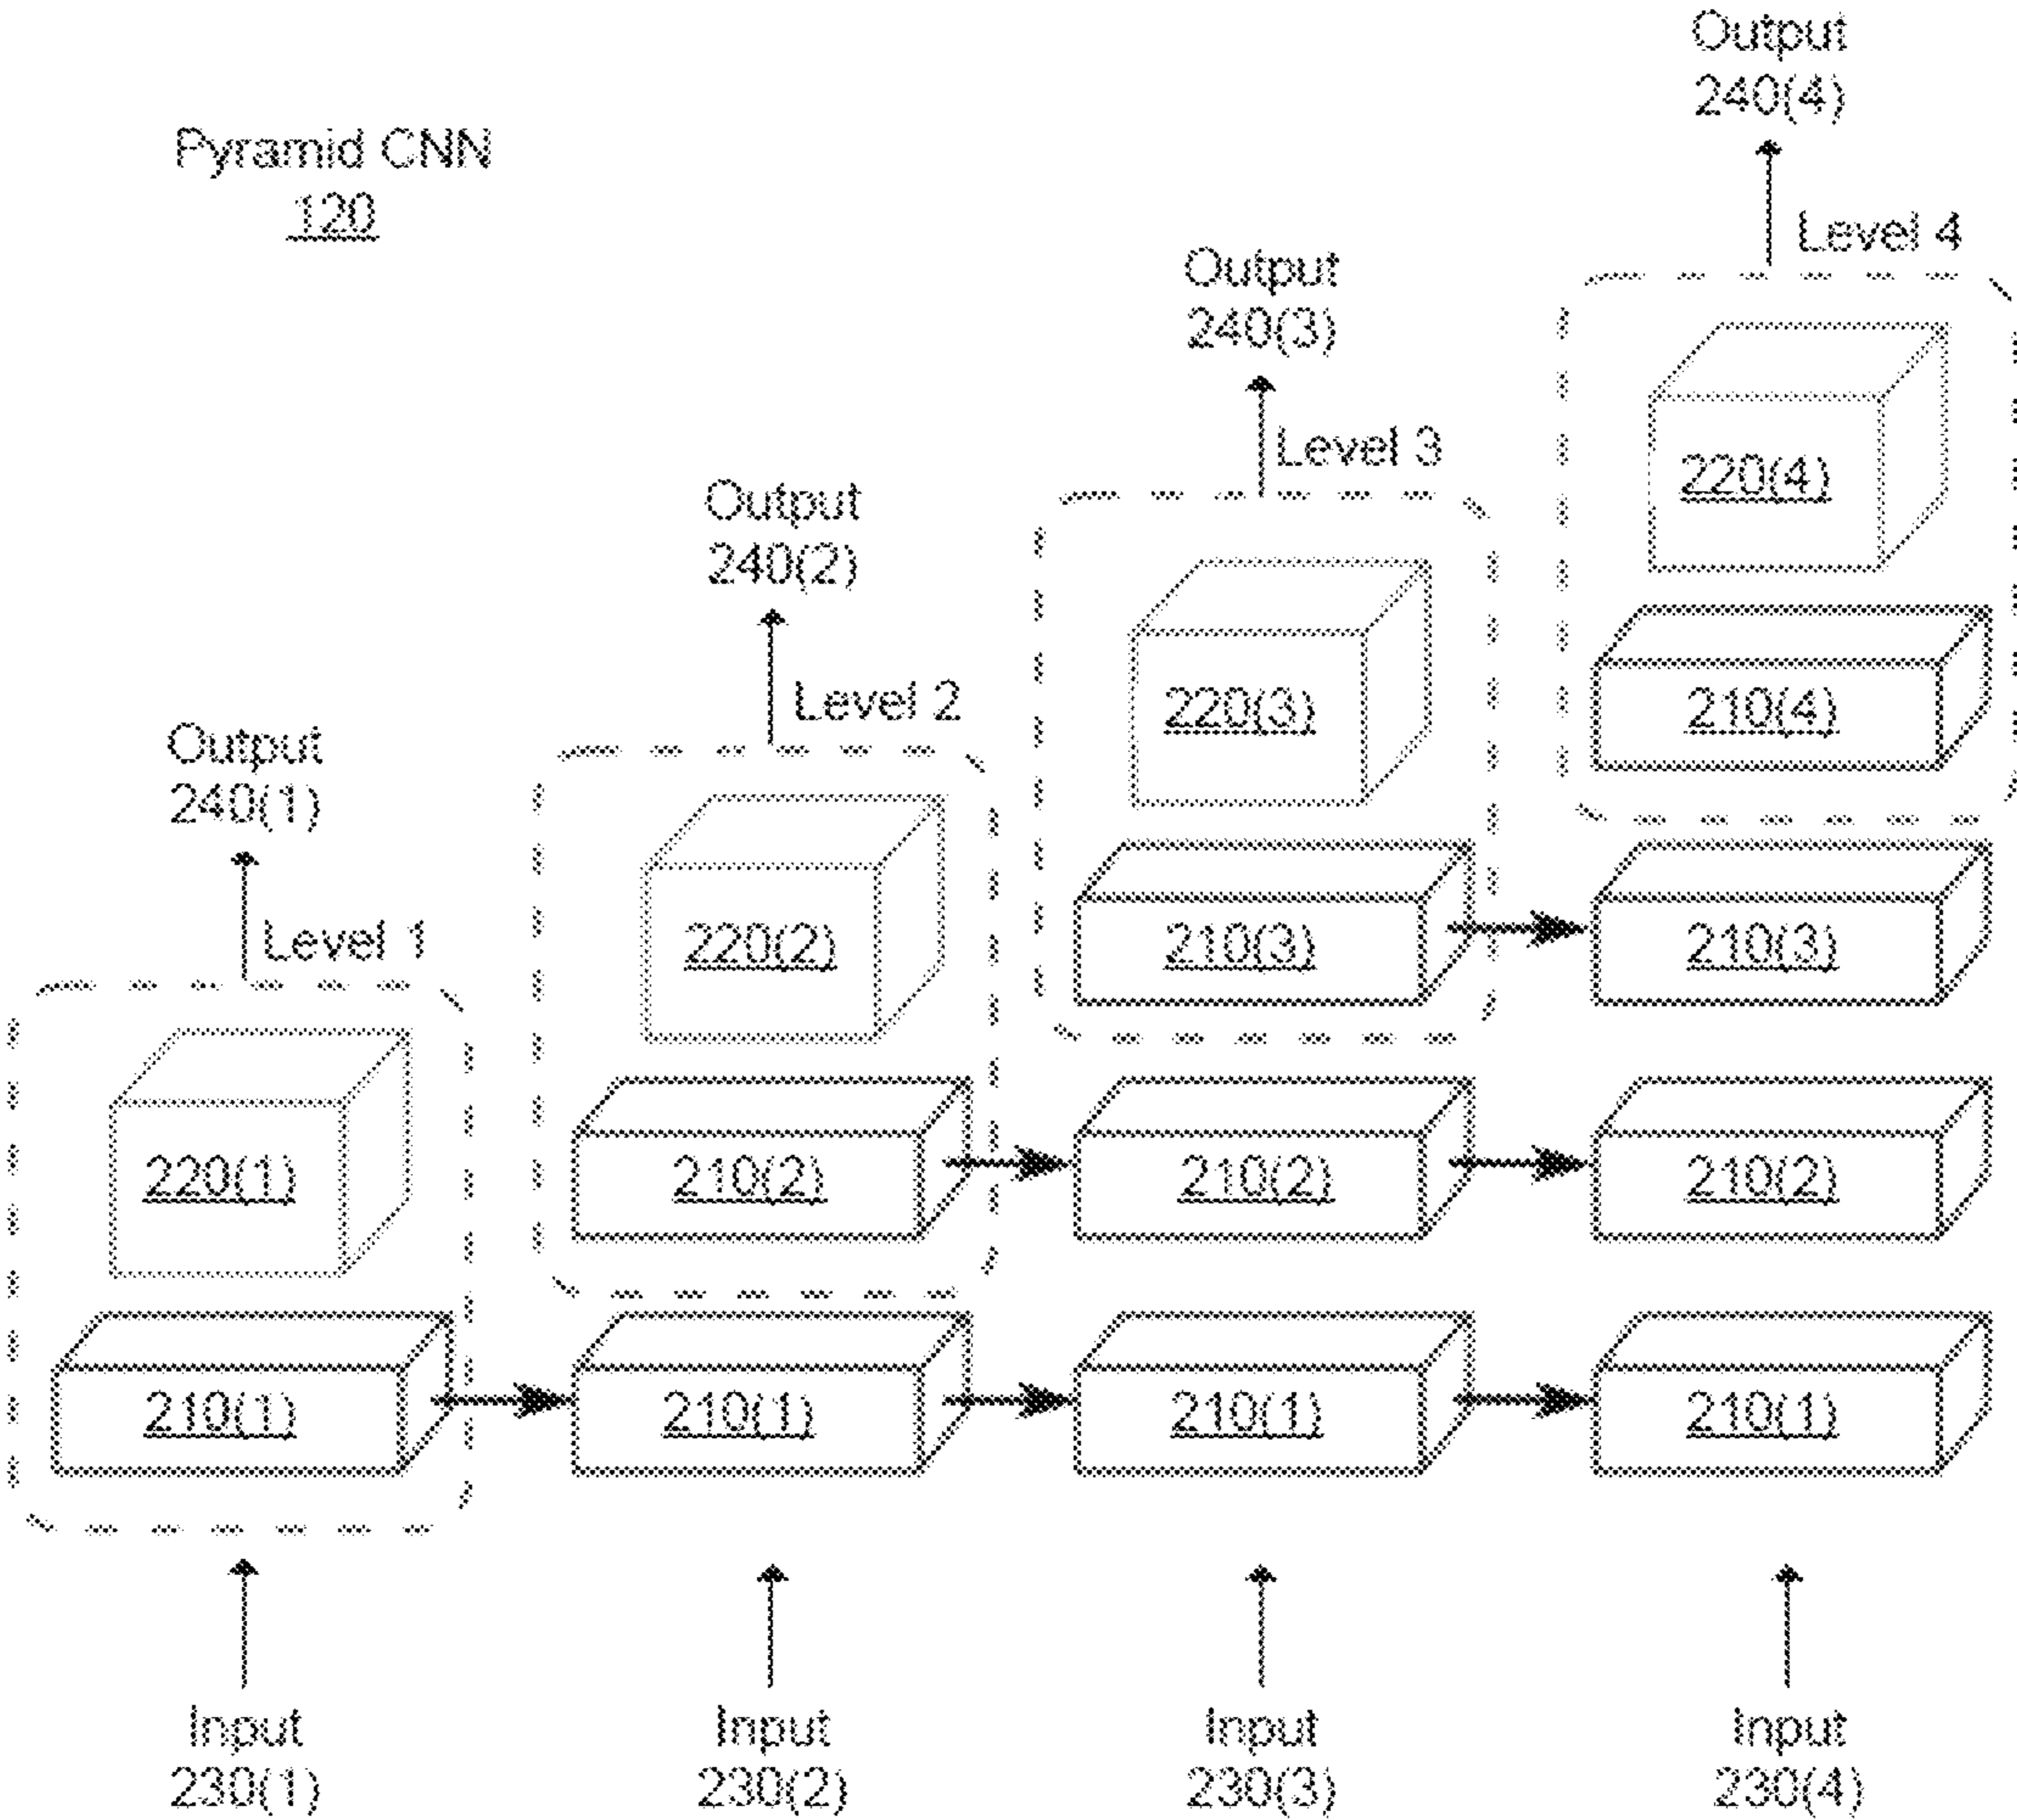 Output
240(4)
Pyramid CNN
120
Level 4
Output
240(3)
Level 3
220(4)
Output
240(2)
210(4)
Level 2
220(3)
Output
240(1)
Level 1
220(2)
210(3)
210(3)
220(1)
210(2)
210(2)
210(2)
210(1)
210(1)
210(1)
210(1)
Input
230(1)
Input
230(2)
Input
230(3)
Input
230(4)